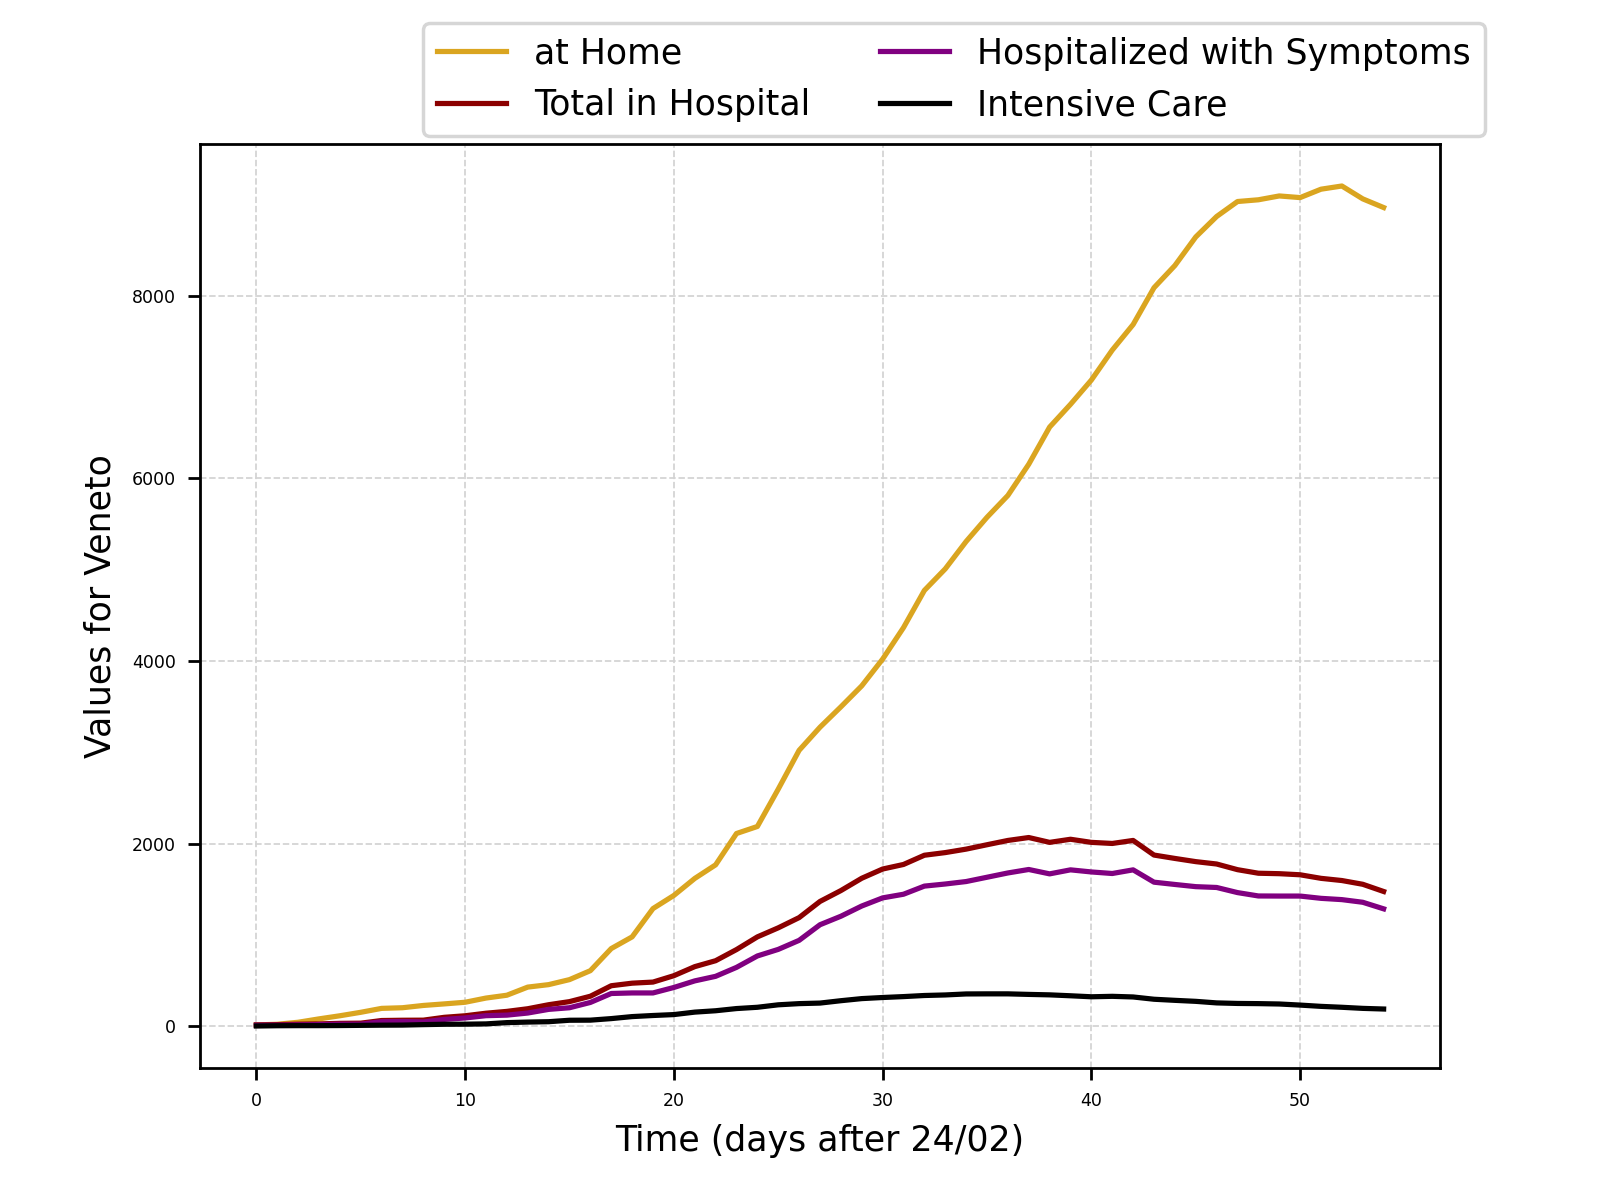 at Home
Total in Hospital
Hospitalized with Symptoms
Intensive Care
Values for Veneto
8000
6000
4000
2000
0
0 10 20 30 40 50
Time (days after 24/02)